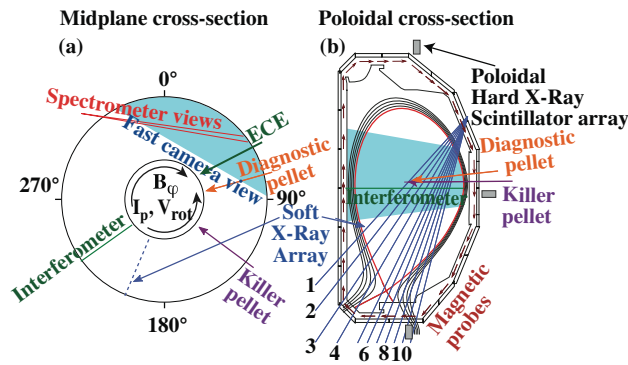 Midplane cross-section
(a)
0°
Spectrometer views
ECE
Fast camera view
Diagnostic
pellet
270°
90°
Bφ
Ip, Vrot
Interferometer
Soft
X-Ray
Array
Killer
pellet
180°
Poloidal cross-section
(b)
Poloidal
Hard X-Ray
Scintillator array
Diagnostic
pellet
Interferometer
Killer
pellet
Magnetic
probes
1
2
3
4
6
8
10